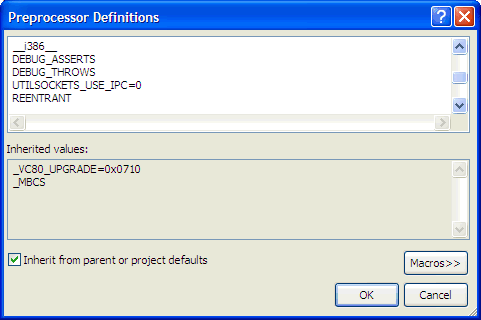 Preprocessor Definitions
__i386__
DEBUG_ASSERTS
DEBUG_THROWS
UTILSOCKETS_USE_IPC=0
REENTRANT
Inherited values:
_VC80_UPGRADE=0x0710
_MBCS
Inherit from parent or project defaults
Macros>>
OK
Cancel